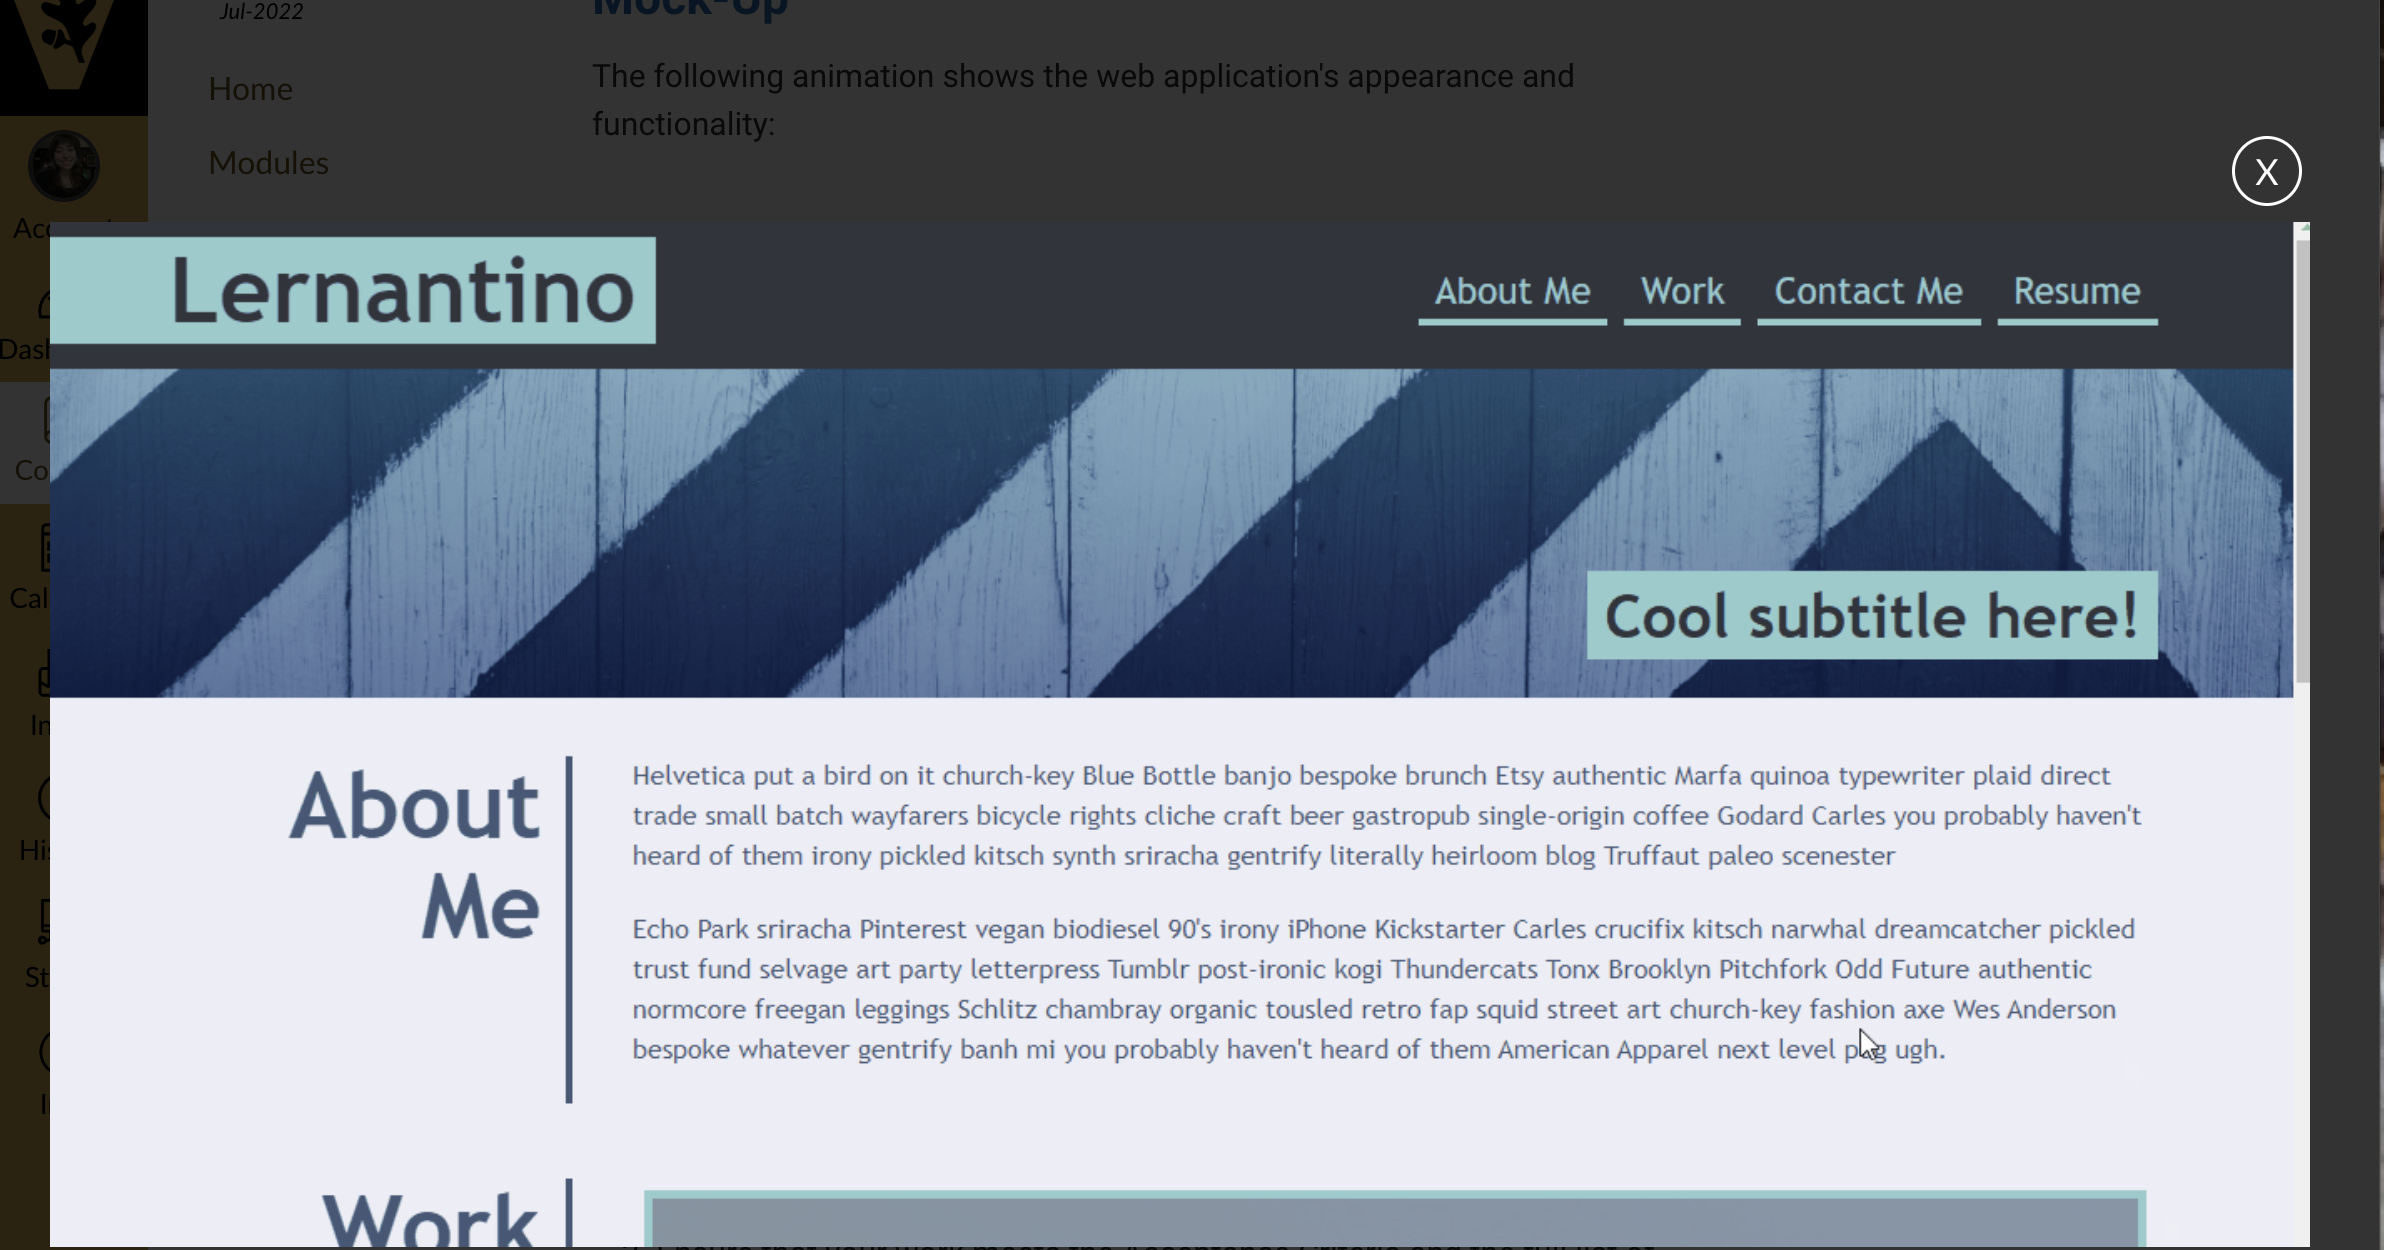 Jul-2022
Mock-Up
Home
The following animation shows the web application's appearance and
functionality:
Modules
X
Lernantino
About Me
Work
Contact Me
Resume
Cool subtitle here!
About
Me
Helvetica put a bird on it church-key Blue Bottle banjo bespoke brunch Etsy authentic Marfa quinoa typewriter plaid direct
trade small batch wayfarers bicycle rights cliche craft beer gastropub single-origin coffee Godard Carles you probably haven't
heard of them irony pickled kitsch synth sriracha gentrify literally heirloom blog Truffaut paleo scenester
Echo Park sriracha Pinterest vegan biodiesel 90's irony iPhone Kickstarter Carles crucifix kitsch narwhal dreamcatcher pickled
trust fund selvage art party letterpress Tumblr post-ironic kogi Thundercats Tonx Brooklyn Pitchfork Odd Future authentic
normcore freegan leggings Schlitz chambray organic tousled retro fap squid street art church-key fashion axe Wes Anderson
bespoke whatever gentrify banh mi you probably haven't heard of them American Apparel next level ugh.
Work